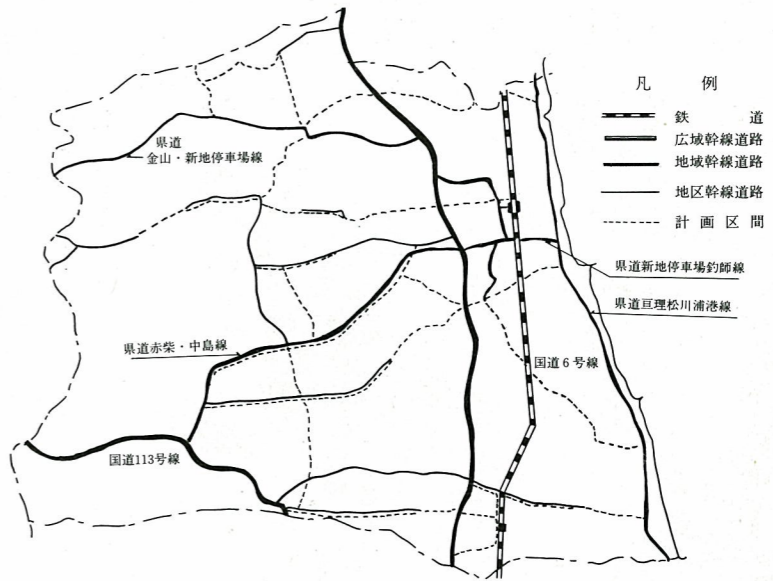 凡例
鉄道
広域幹線道路
地域幹線道路
地区幹線道路
計画区間
県道
金山・新地停車場線
県道新地停車場釣師線
県道亘理松川浦港線
県道赤柴・中島線
国道6号線
国道113号線